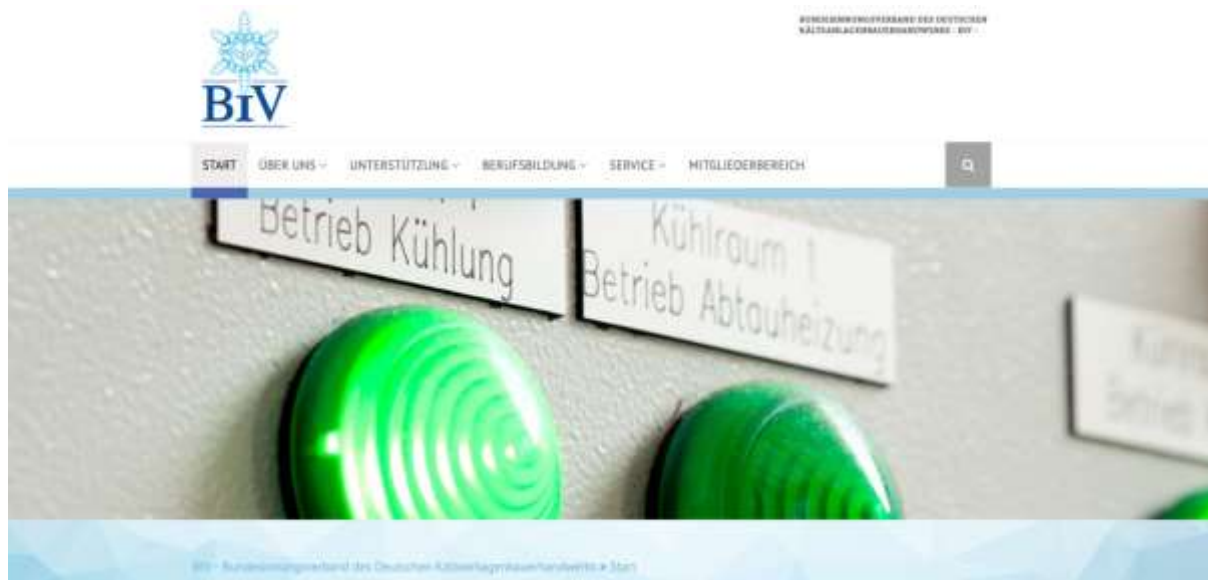 BUNDESINNUNGSVERBAND DES DEUTSCHEN
KÄLTEANLAGENBAUERHANDWERKS - BIV -
BIV
START ÜBER UNS UNTERSTÜTZUNG BERUFSBILDUNG SERVICE MITGLIEDERBEREICH
Betrieb Kühlung
Kühlraum 1
Betrieb Abtauheizung
Betrieb
BIV - Bundesinnungsverband des Deutschen Kälteanlagenbauerhandwerks » Start